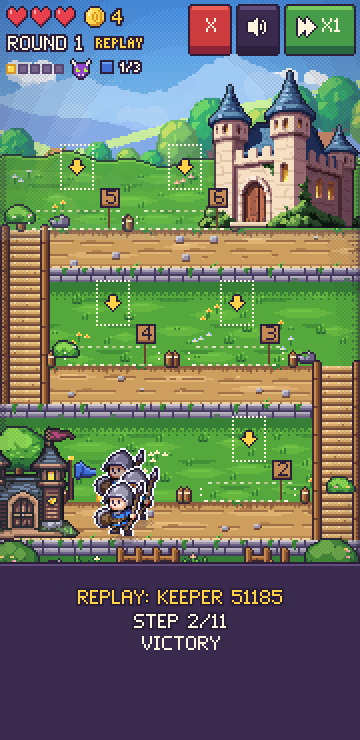 4
X
X1
ROUND 1 REPLAY
1/3
5
6
4
3
2
REPLAY: KEEPER 51185
STEP 2/11
VICTORY